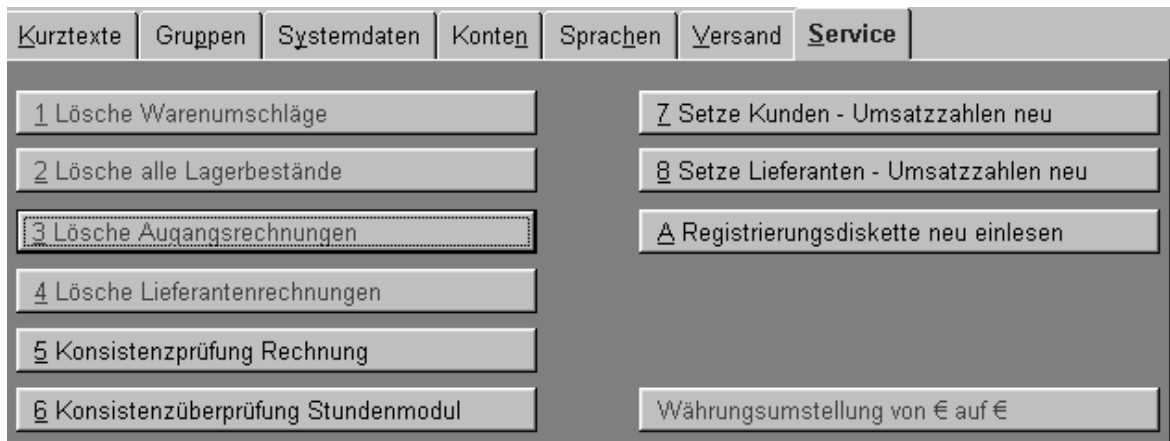 Kurztexte Gruppen Systemdaten Konten Sprachen Versand Service
1 Lösche Warenumschläge
2 Lösche alle Lagerbestände
3 Lösche Augangsrechnungen
4 Lösche Lieferantenrechnungen
5 Konsistenzprüfung Rechnung
6 Konsistenzüberprüfung Stundenmodul
7 Setze Kunden - Umsatzzahlen neu
8 Setze Lieferanten - Umsatzzahlen neu
A Registrierungsdiskette neu einlesen
Währungsumstellung von € auf €